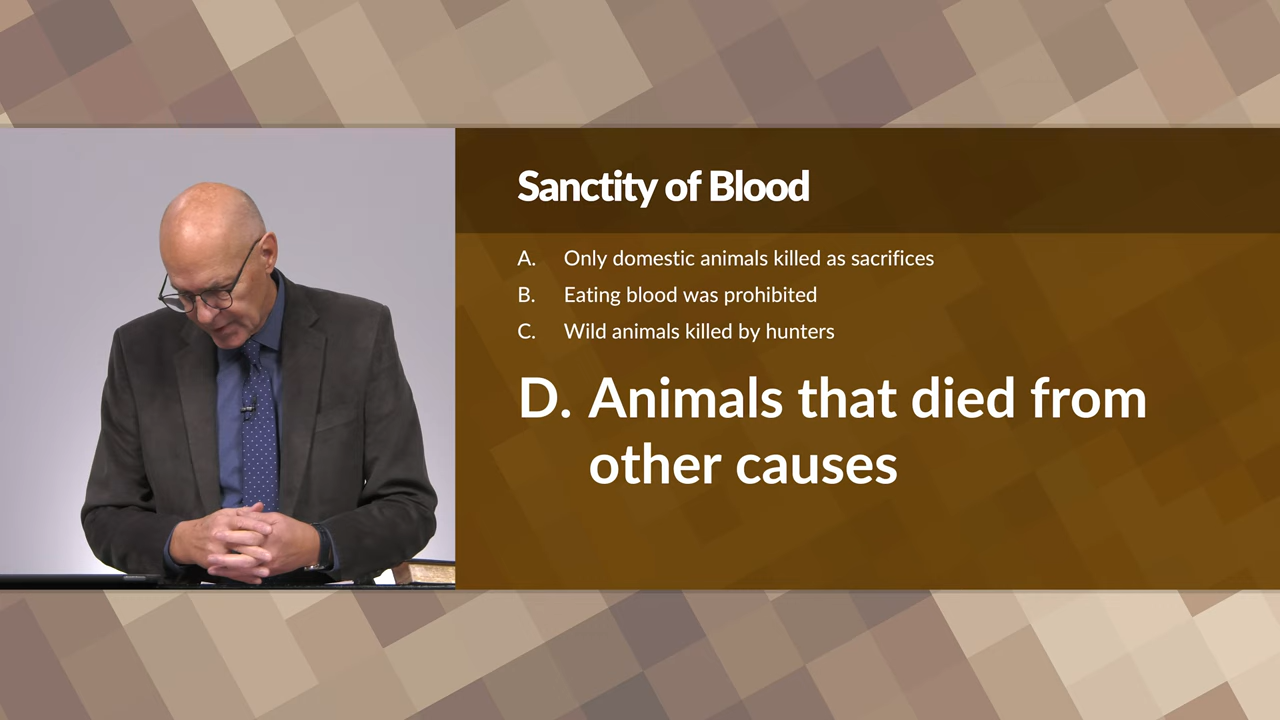 Sanctity of Blood
A. Only domestic animals killed as sacrifices
B. Eating blood was prohibited
C. Wild animals killed by hunters
D. Animals that died from
other causes